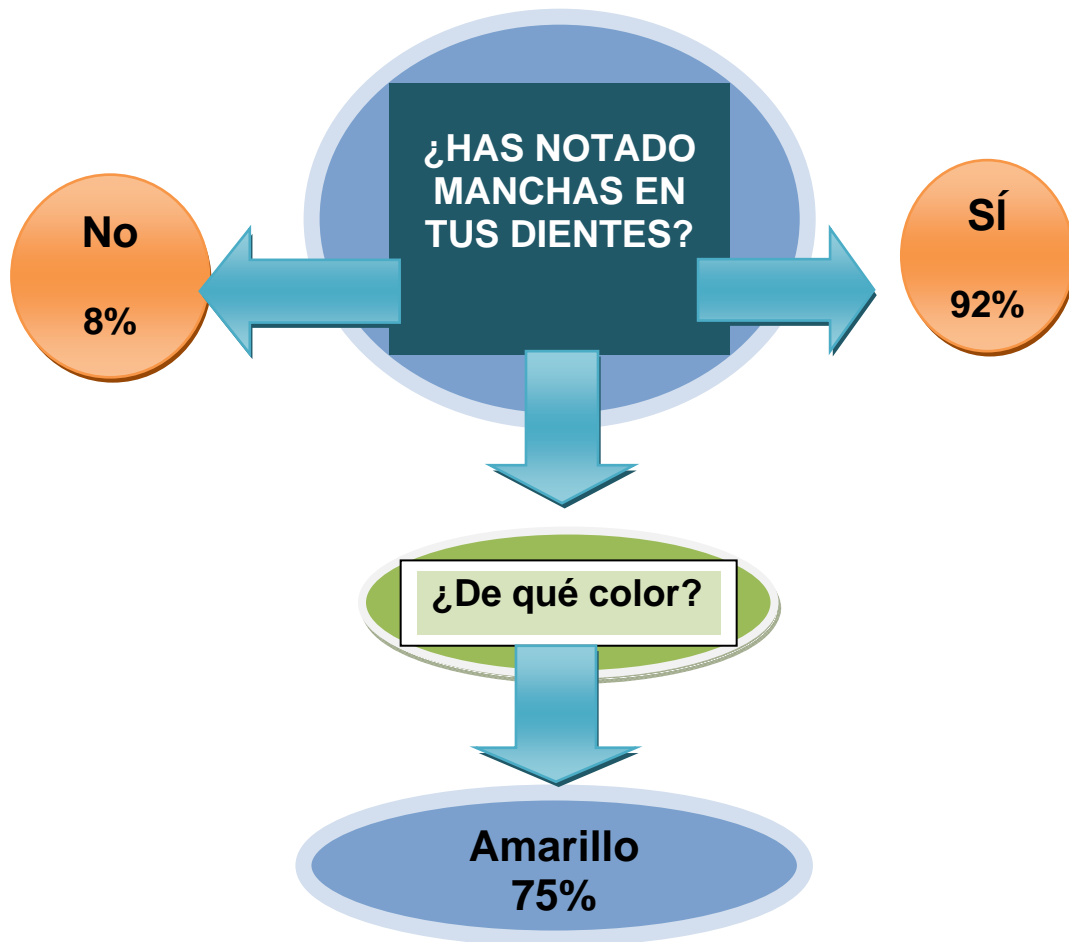 ¿HAS NOTADO
MANCHAS EN
TUS DIENTES?
No
8%
SÍ
92%
¿De qué color?
Amarillo
75%